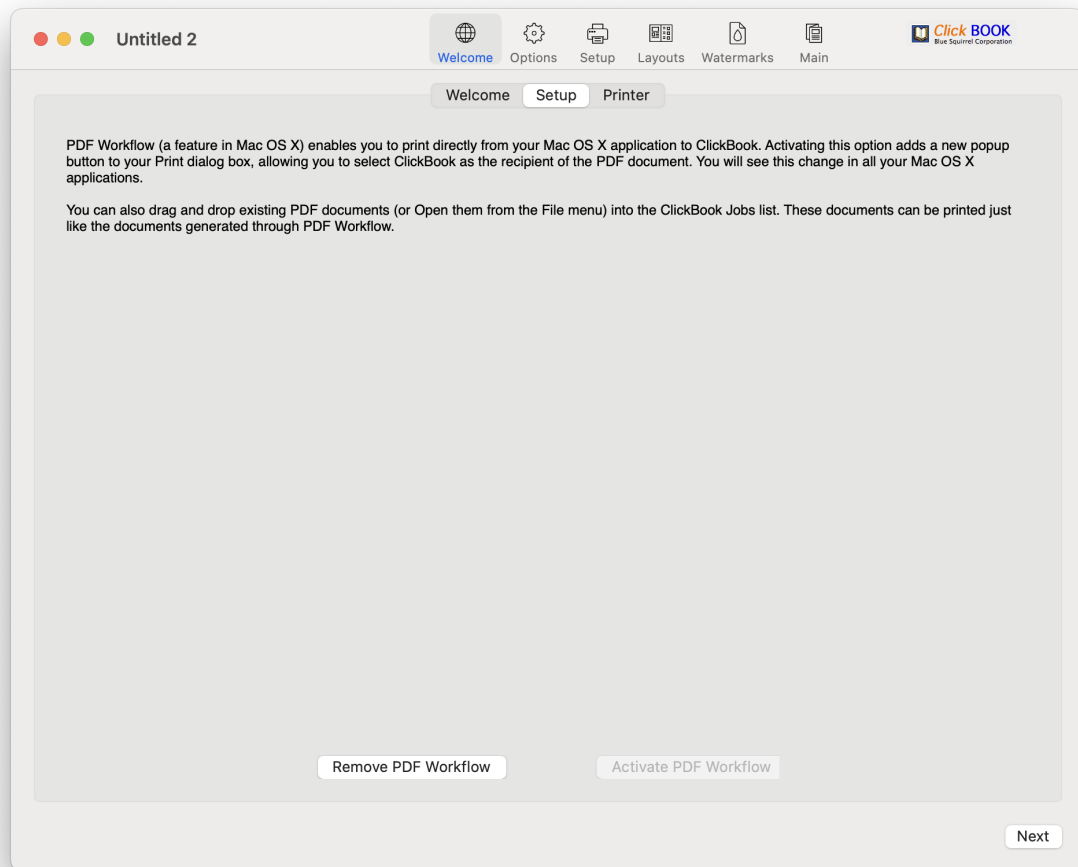 Untitled 2
Welcome
Options
Setup
Layouts
Watermarks
Main
Click BOOK
Blue Squirrel Corporation
Welcome
Setup
Printer
PDF Workflow (a feature in Mac OS X) enables you to print directly from your Mac OS X application to ClickBook. Activating this option adds a new popup
button to your Print dialog box, allowing you to select ClickBook as the recipient of the PDF document. You will see this change in all your Mac OS X
applications.
You can also drag and drop existing PDF documents (or Open them from the File menu) into the ClickBook Jobs list. These documents can be printed just
like the documents generated through PDF Workflow.
Remove PDF Workflow
Activate PDF Workflow
Next